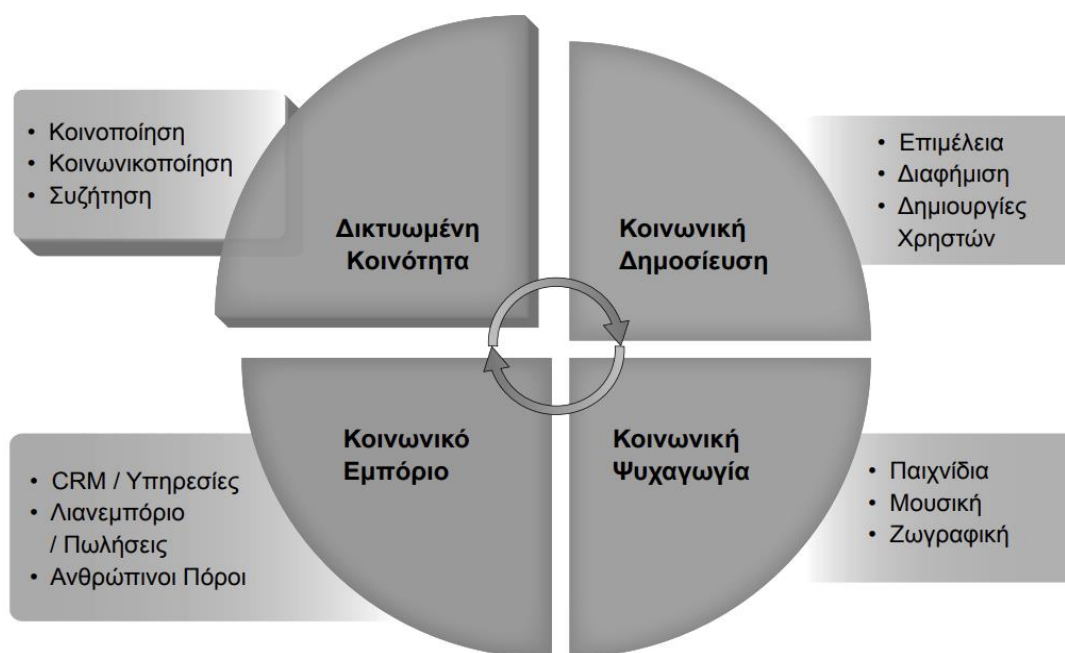 • Κοινοποίηση
• Κοινωνικοποίηση
• Συζήτηση
Δικτυωμένη
Κοινότητα
Κοινωνική
Δημοσίευση
• Επιμέλεια
• Διαφήμιση
• Δημιουργίες
Χρηστών
• CRM / Υπηρεσίες
• Λιανεμπόριο
/ Πωλήσεις
• Ανθρώπινοι Πόροι
Κοινωνικό
Εμπόριο
Κοινωνική
Ψυχαγωγία
• Παιχνίδια
• Μουσική
• Ζωγραφική